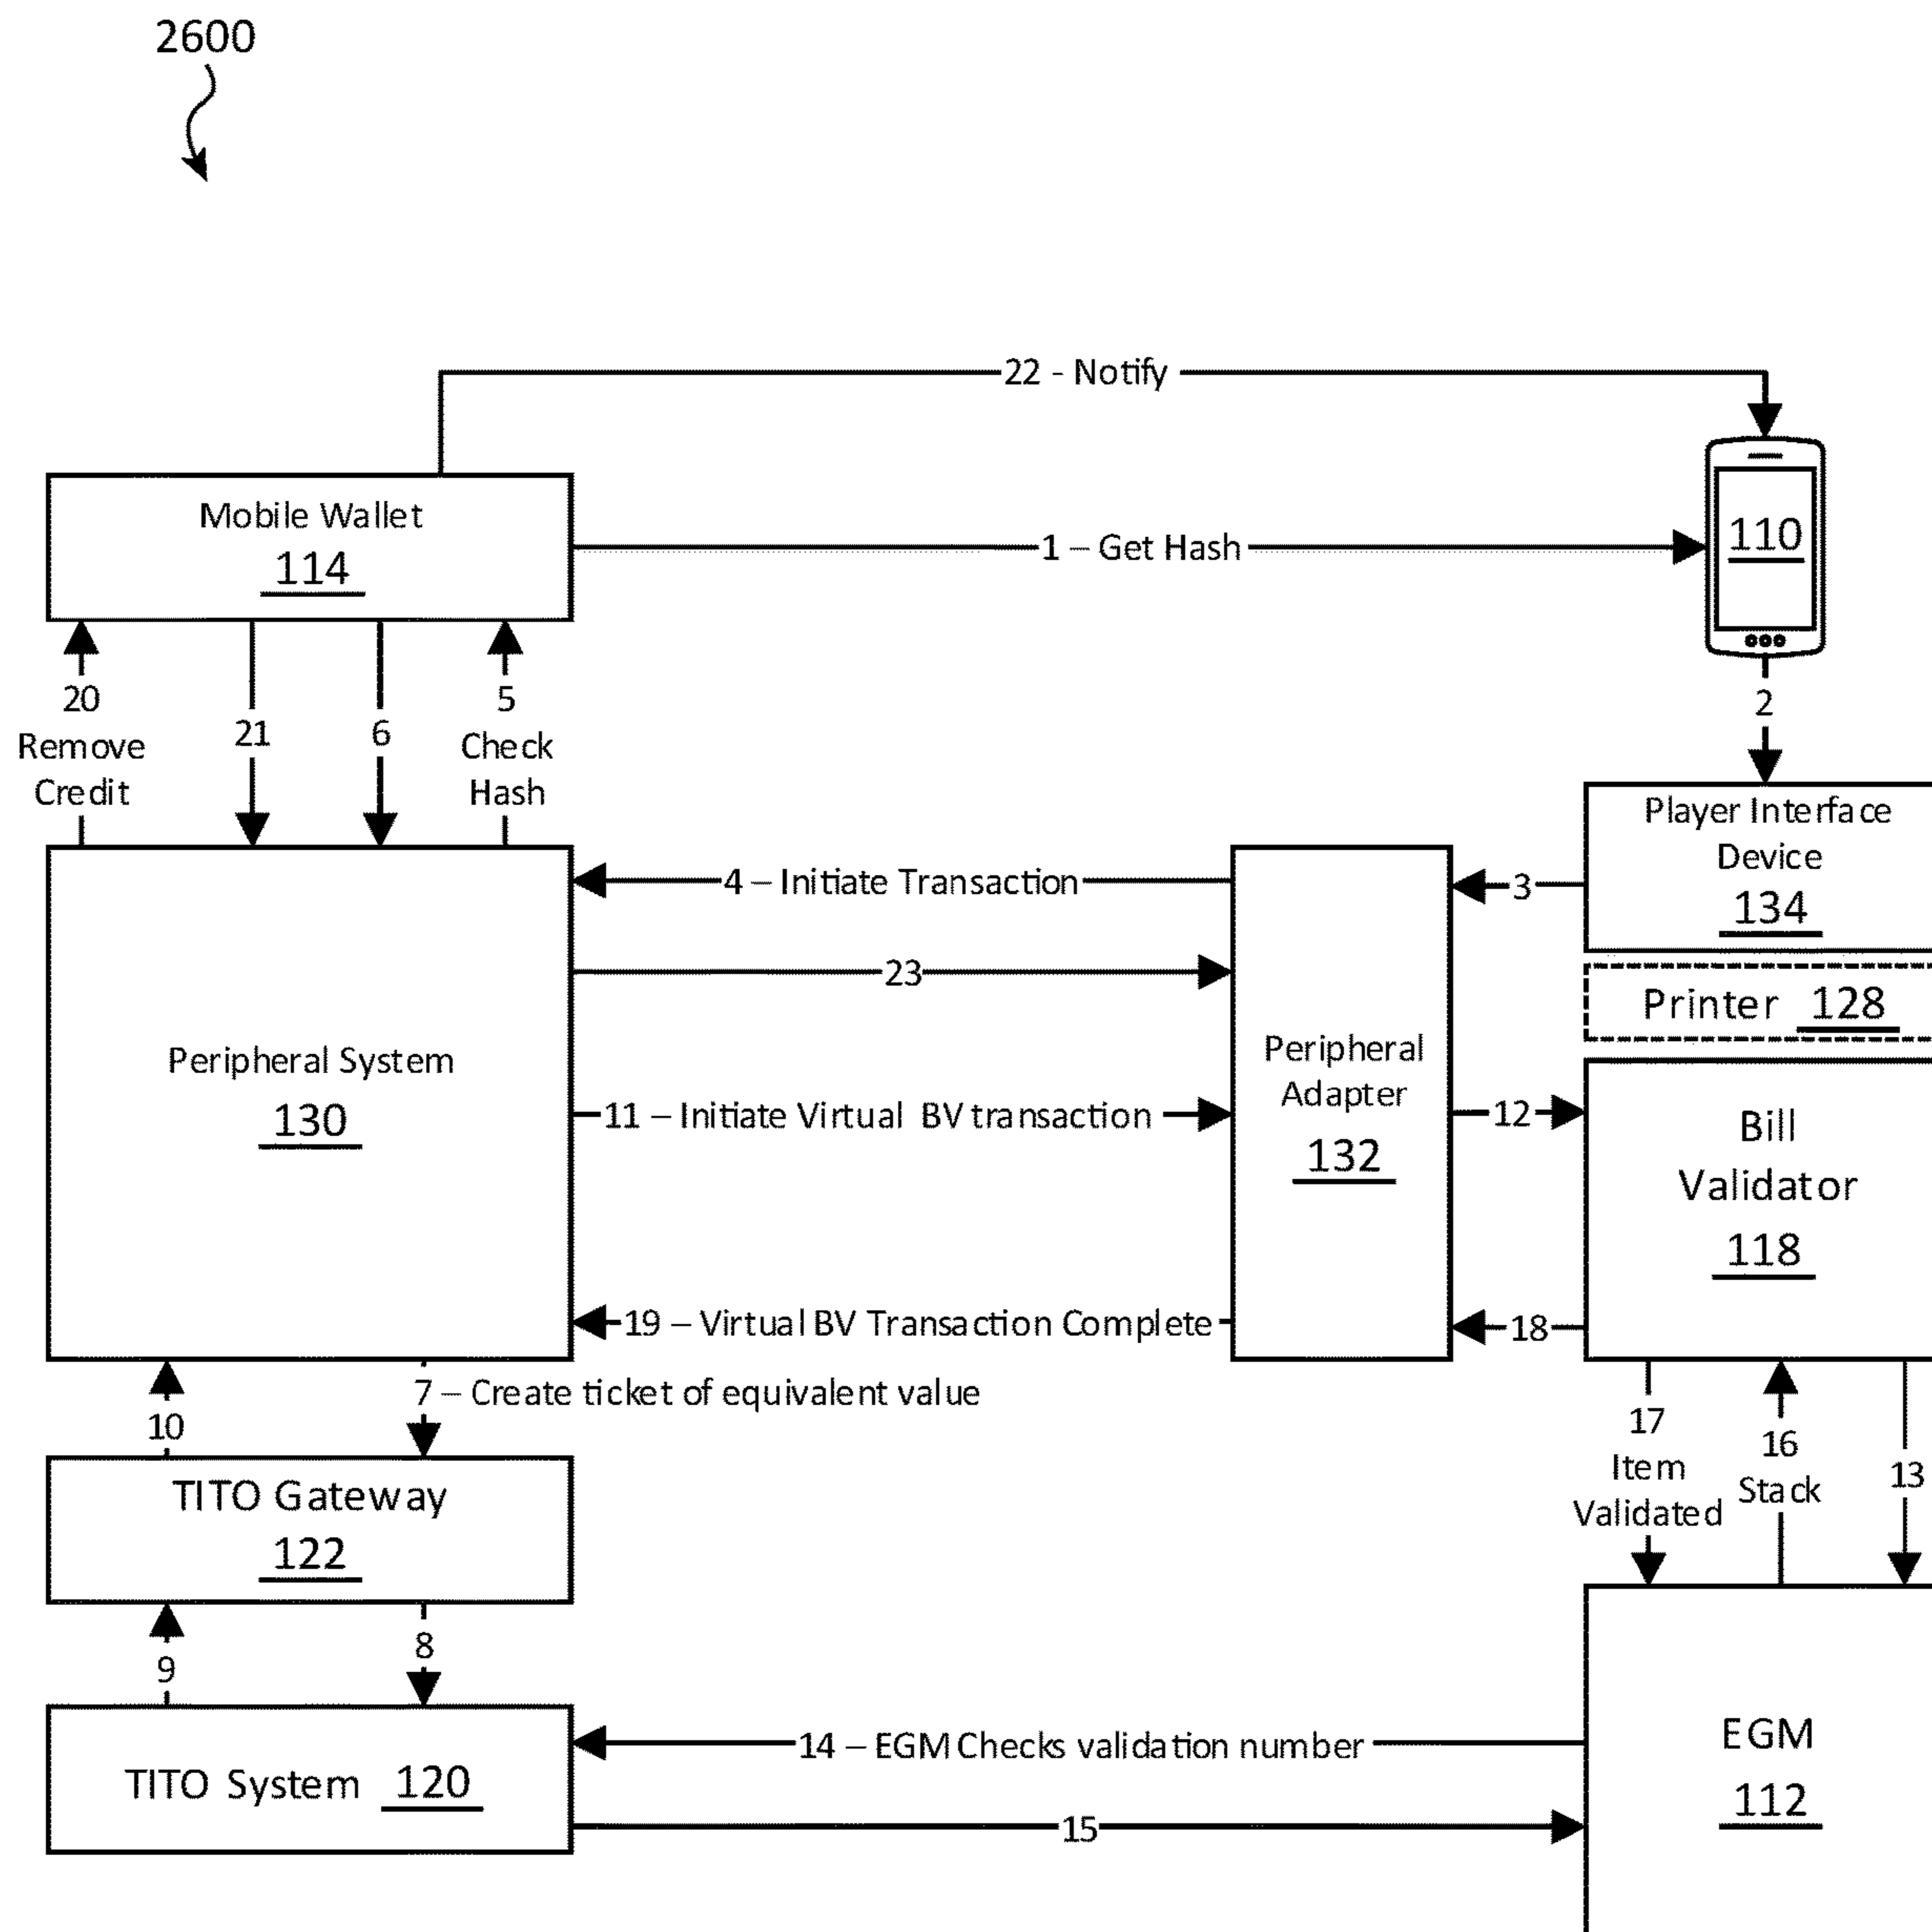 2600
22 - Notify
Mobile Wallet
114
1 – Get Hash
110
20
Remove
Credit
21
6
5
Check
Hash
2
Player Interface
Device
134
4 – Initiate Transaction
3
23
Printer 128
Peripheral System
130
Peripheral
Adapter
132
11 – Initiate Virtual BV transaction
12
Bill
Validator
118
19 – Virtual BV Transaction Complete
18
10
7 – Create ticket of equivalent value
17
Item
Validated
16
Stack
13
TITO Gateway
122
9
8
TITO System 120
14 – EGM Checks validation number
15
EGM
112